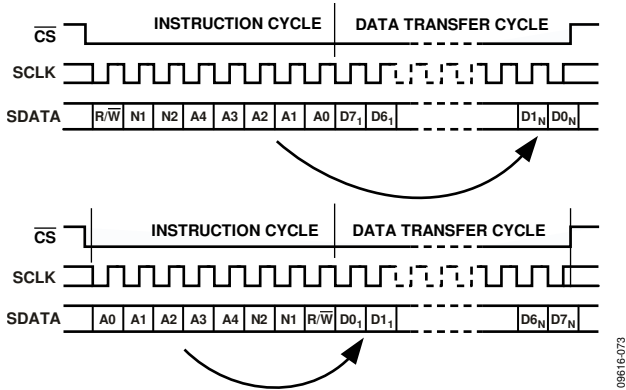 INSTRUCTION CYCLE DATA TRANSFER CYCLE
CS
SCLK
SDATA R/W N1 N2 A4 A3 A2 A1 A0 D71 D61 D1N D0N
INSTRUCTION CYCLE DATA TRANSFER CYCLE
CS
SCLK
SDATA A0 A1 A2 A3 A4 N2 N1 R/W D01 D11 D6N D7N
09616-073